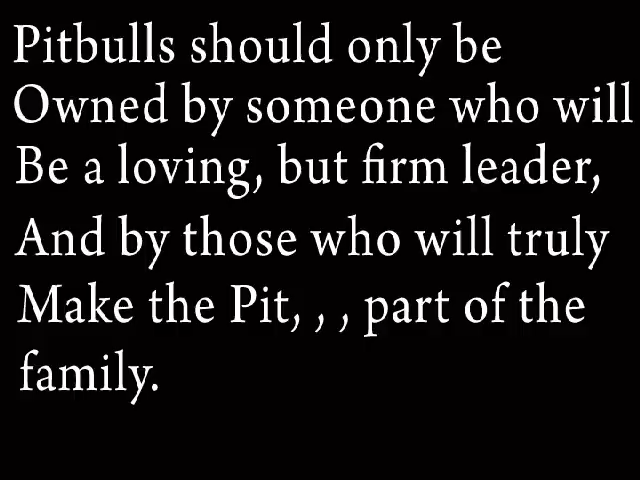 Pitbulls should only be
Owned by someone who will
Be a loving, but firm leader,
And by those who will truly
Make the Pit, , , part of the
family.